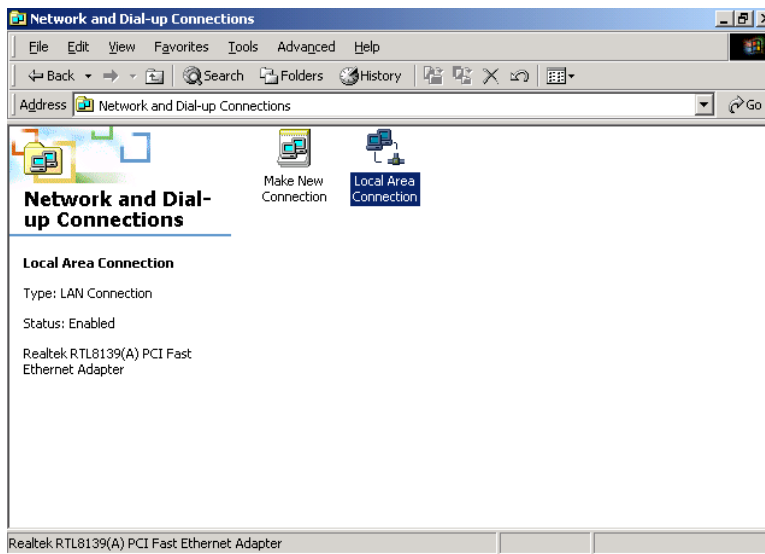 Network and Dial-up Connections
File Edit View Favorites Tools Advanced Help
Back Search Folders History
Address Network and Dial-up Connections Go
Make New
Connection
Local Area
Connection
Network and Dial-
up Connections
Local Area Connection
Type: LAN Connection
Status: Enabled
Realtek RTL8139(A) PCI Fast
Ethernet Adapter
Realtek RTL8139(A) PCI Fast Ethernet Adapter